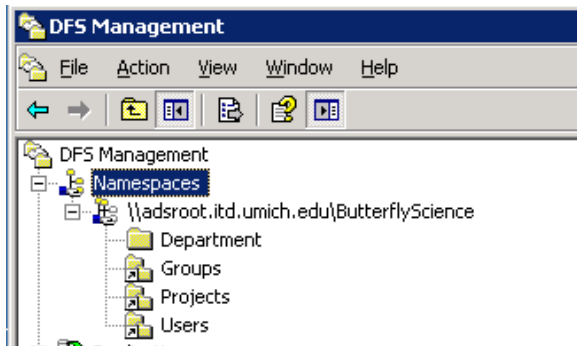 DFS Management
File Action View Window Help
DFS Management
Namespaces
\\adsroot.itd.umich.edu\ButterflyScience
Department
Groups
Projects
Users